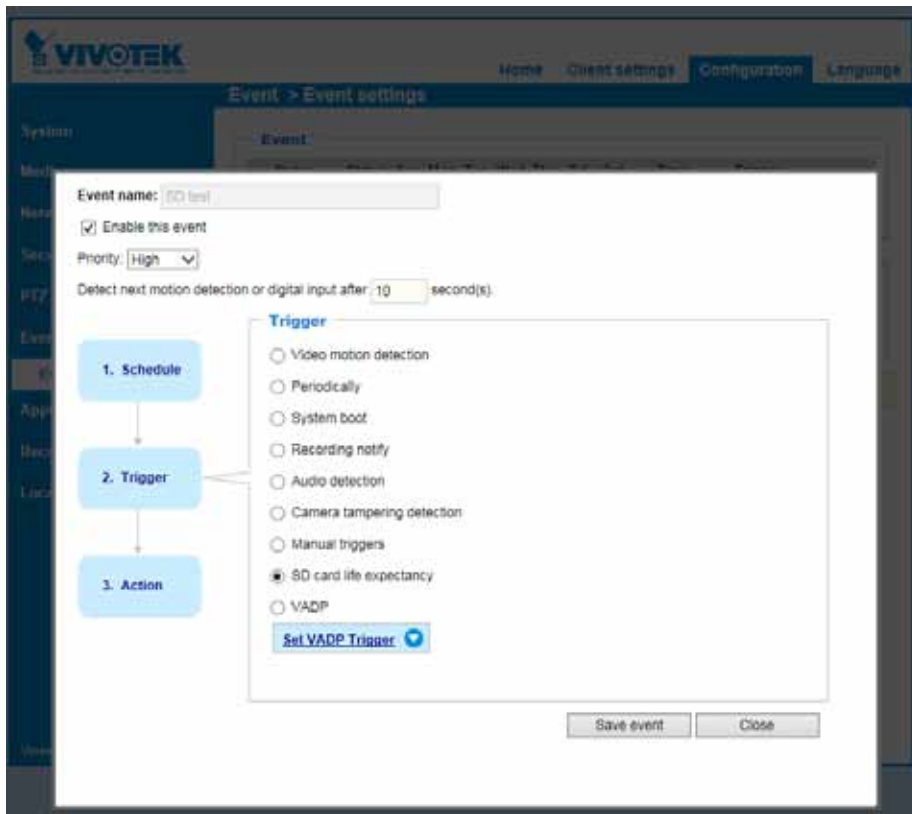 VIVOTEK
Home Client settings Configuration Language
Event > Event settings
System
Event
Event name: SD test
Enable this event
Priority: High
Detect next motion detection or digital input after 10 second(s).
Trigger
1. Schedule
2. Trigger
3. Action
Video motion detection
Periodically
System boot
Recording notify
Audio detection
Camera tampering detection
Manual triggers
SD card life expectancy
VADP
Set VADP Trigger
Save event Close